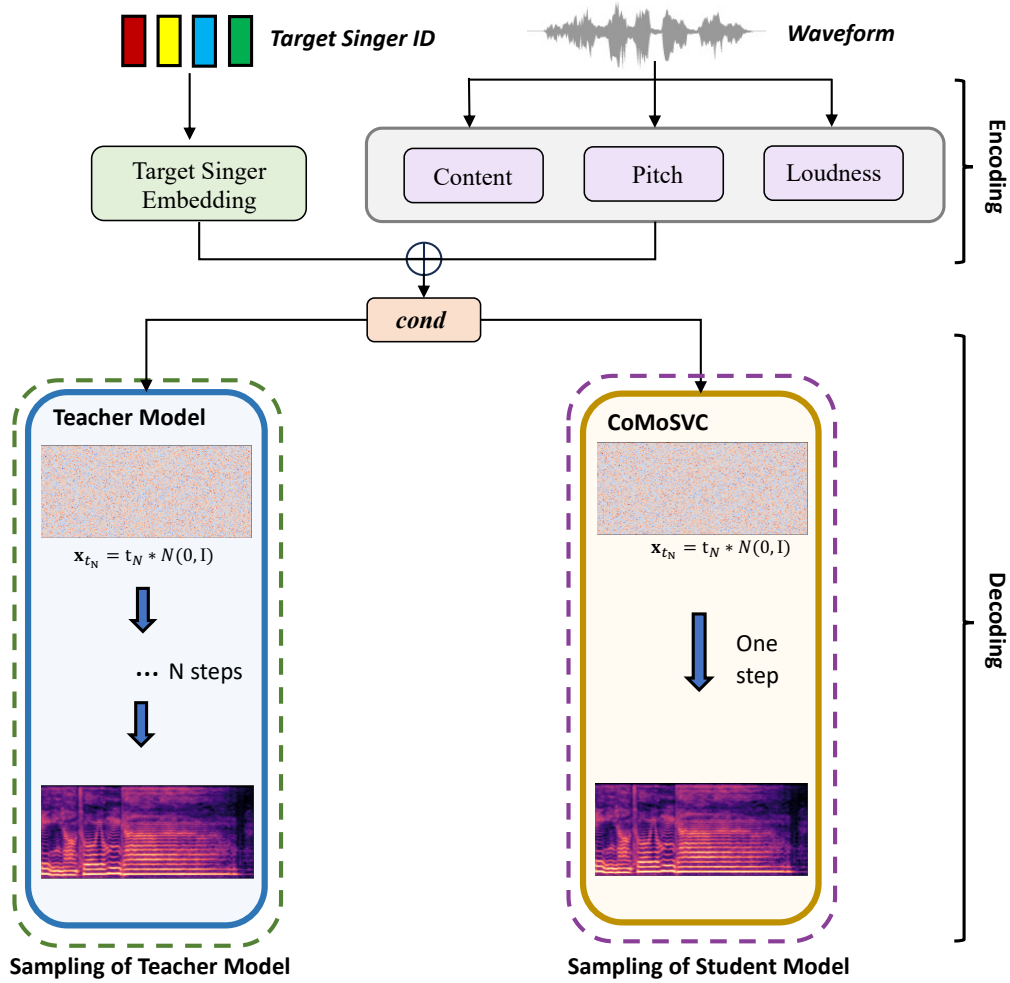 Target Singer ID
Waveform
Encoding
Target Singer
Embedding
Content
Pitch
Loudness
cond
Decoding
Teacher Model
𝐱_{t_N} = t_N * N(0, I)
... N steps
Sampling of Teacher Model
CoMoSVC
𝐱_{t_N} = t_N * N(0, I)
One
step
Sampling of Student Model